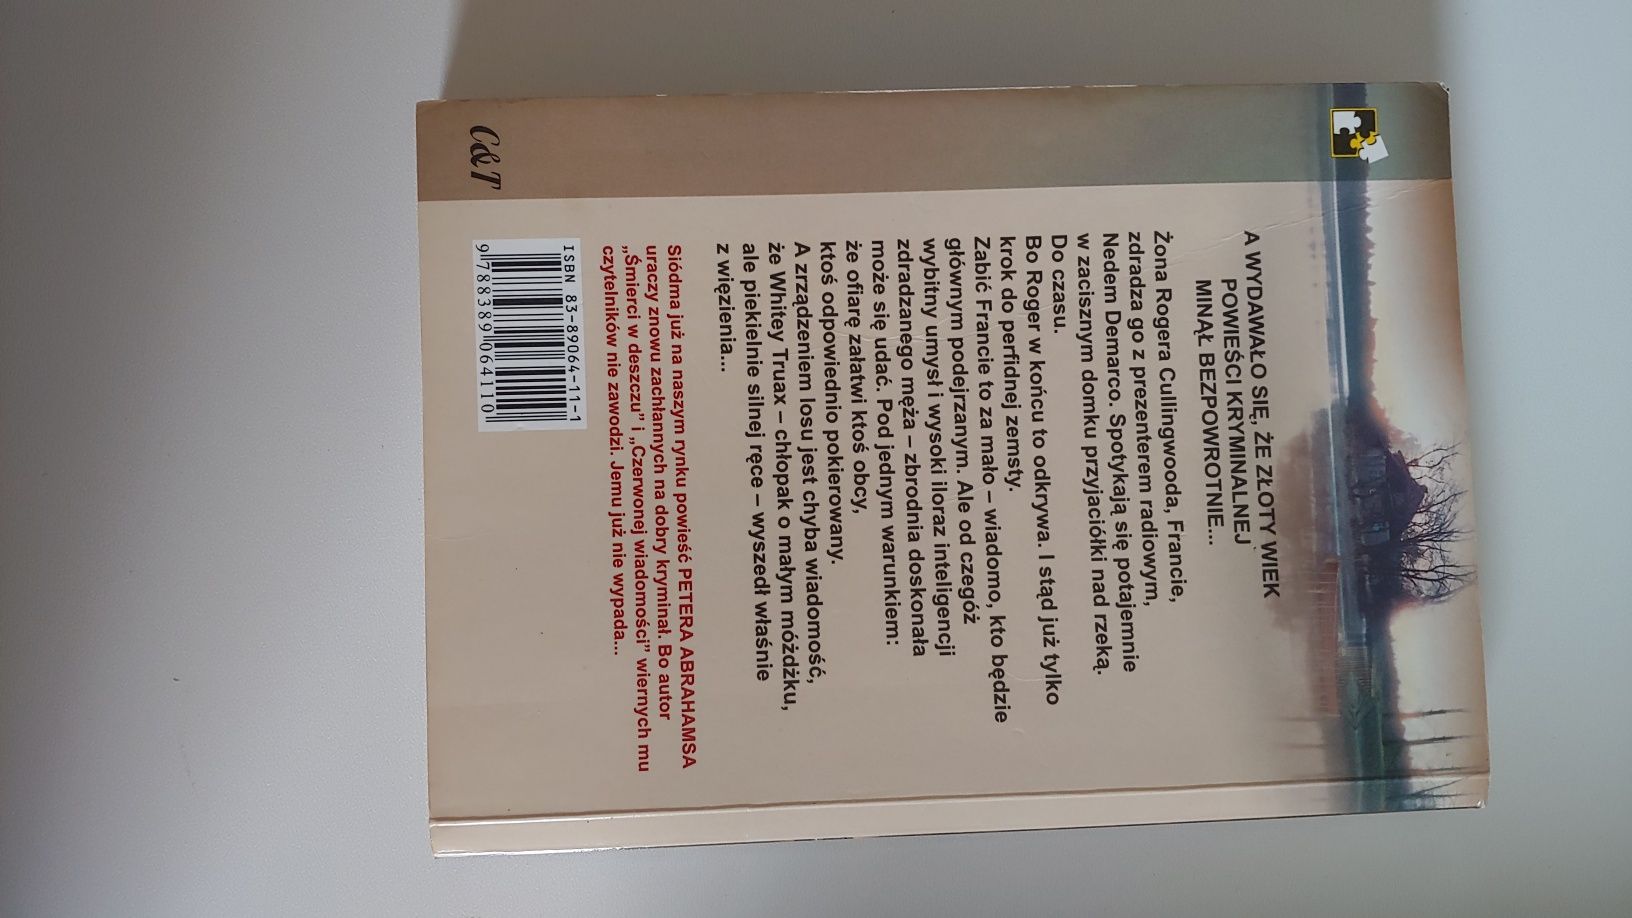 A WYDAWAŁO SIĘ, ŻE ZŁOTY WIEK
POWIEŚCI KRYMINALNEJ
MINĄŁ BEZPOWROTNIE...
Żona Rogera Cullingwooda, Francie,
zdradza go z prezenterem radiowym,
Nedem Demarco. Spotykają się potajemnie
w zacisznym domku przyjaciółki nad rzeką.
Do czasu.
Bo Roger w końcu to odkrywa. I stąd już tylko
krok do perfidnej zemsty.
Zabić Francie to za mało – wiadomo, kto będzie
głównym podejrzanym. Ale od czegóż
wybitny umysł i wysoki iloraz inteligencji
zdradzanego męża – zbrodnia doskonała
może się udać. Pod jednym warunkiem:
że ofiarę załatwi ktoś obcy,
ktoś odpowiednio pokierowany.
A zrządzeniem losu jest chyba wiadomość,
że Whitey Truax – chłopak o małym móżdżku,
ale piekielnie silnej ręce – wyszedł właśnie
z więzienia...
Siódma już na naszym rynku powieść PETERA ABRAHAMSA
uraczy znowu zachłannych na dobry kryminał. Bo autor
„Śmierci w deszczu” i „Czerwonej wiadomości” wiernych mu
czytelników nie zawodzi. Jemu już nie wypada...
C&T
ISBN 83-89064-11-1
9 788389 064110